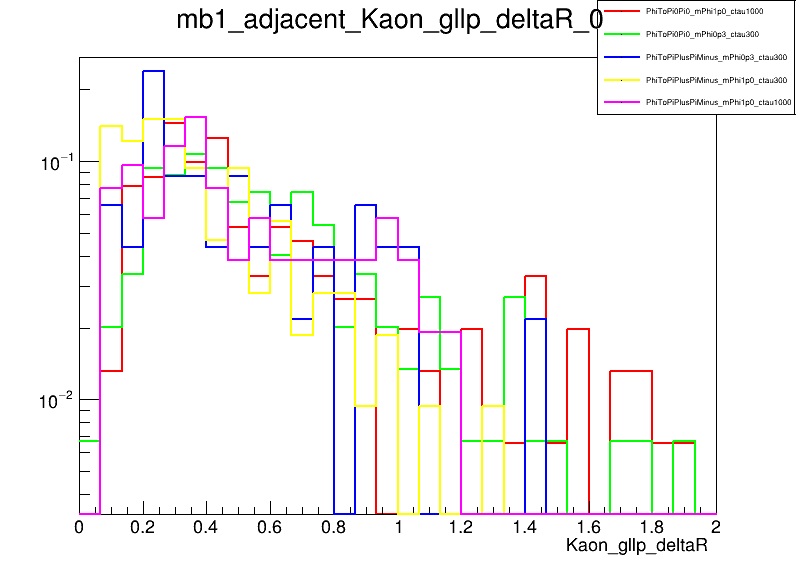 mb1_adjacent_Kaon_gllp_deltaR_0
PhiToPi0Pi0_mPhi1p0_ctau1000
PhiToPi0Pi0_mPhi0p3_ctau300
PhiToPiPlusPiMinus_mPhi0p3_ctau300
PhiToPiPlusPiMinus_mPhi1p0_ctau300
PhiToPiPlusPiMinus_mPhi1p0_ctau1000
10⁻¹
10⁻²
0 0.2 0.4 0.6 0.8 1 1.2 1.4 1.6 1.8 2
Kaon_gllp_deltaR